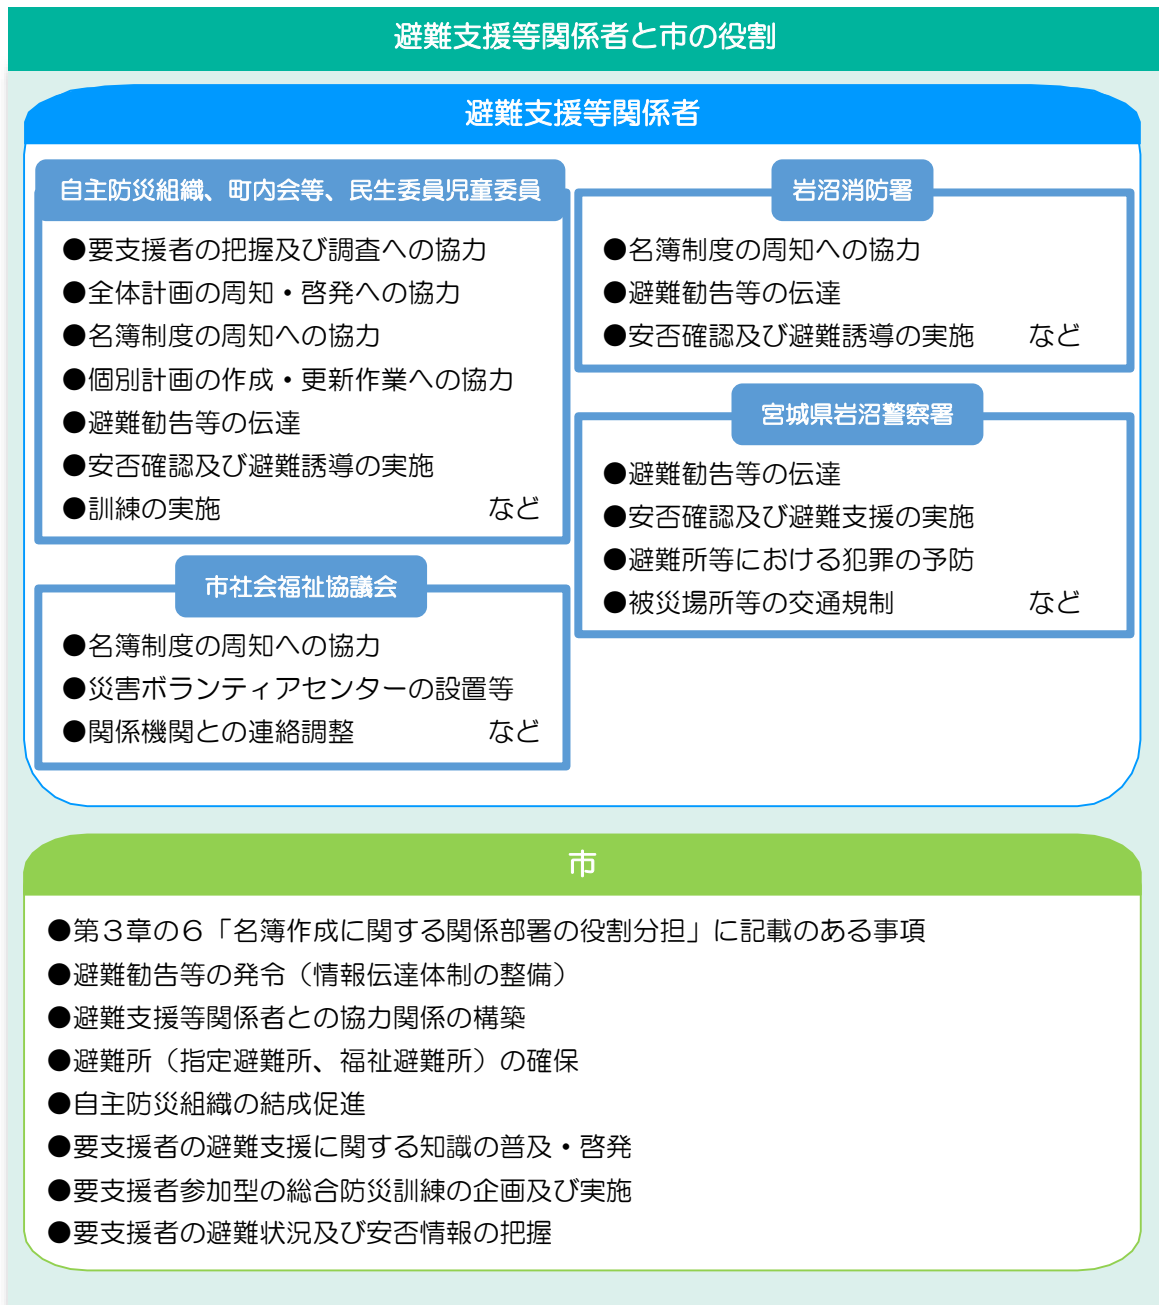 避難支援等関係者と市の役割
避難支援等関係者
自主防災組織、町内会等、民生委員児童委員
●要支援者の把握及び調査への協力
●全体計画の周知・啓発への協力
●名簿制度の周知への協力
●個別計画の作成・更新作業への協力
●避難勧告等の伝達
●安否確認及び避難誘導の実施
●訓練の実施　　　　　　　　　　など
市社会福祉協議会
●名簿制度の周知への協力
●災害ボランティアセンターの設置等
●関係機関との連絡調整　　　　　など
岩沼消防署
●名簿制度の周知への協力
●避難勧告等の伝達
●安否確認及び避難誘導の実施　　など
宮城県岩沼警察署
●避難勧告等の伝達
●安否確認及び避難支援の実施
●避難所等における犯罪の予防
●被災場所等の交通規制　　　　　など
市
●第３章の６「名簿作成に関する関係部署の役割分担」に記載のある事項
●避難勧告等の発令（情報伝達体制の整備）
●避難支援等関係者との協力関係の構築
●避難所（指定避難所、福祉避難所）の確保
●自主防災組織の結成促進
●要支援者の避難支援に関する知識の普及・啓発
●要支援者参加型の総合防災訓練の企画及び実施
●要支援者の避難状況及び安否情報の把握